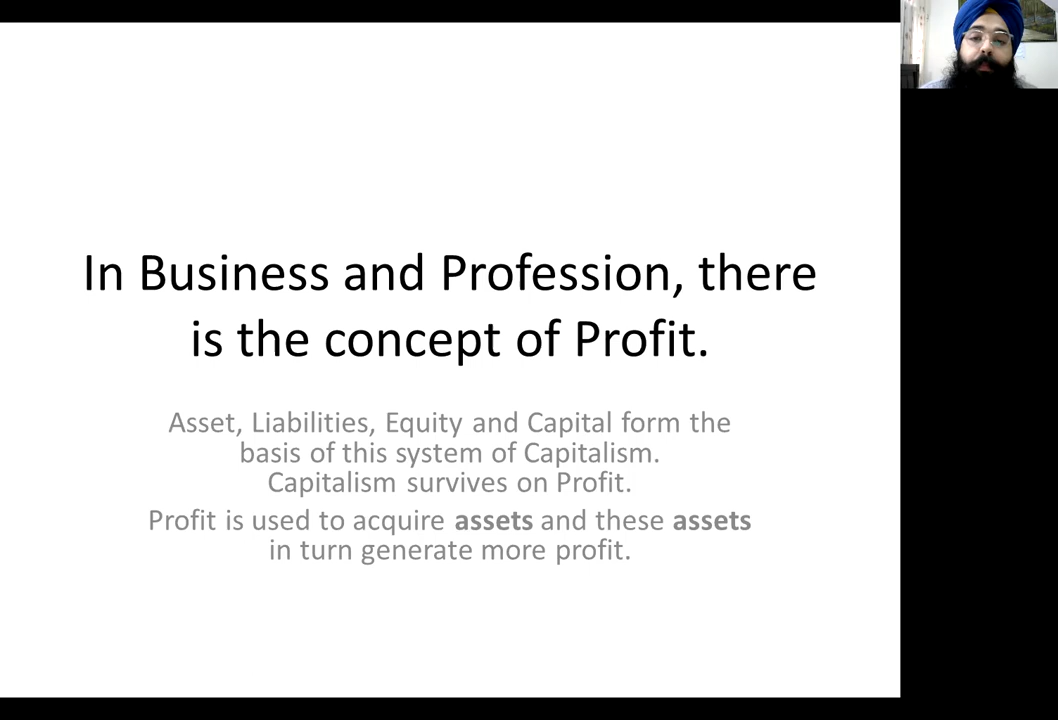 In Business and Profession, there
is the concept of Profit.
Asset, Liabilities, Equity and Capital form the
basis of this system of Capitalism.
Capitalism survives on Profit.
Profit is used to acquire assets and these assets
in turn generate more profit.